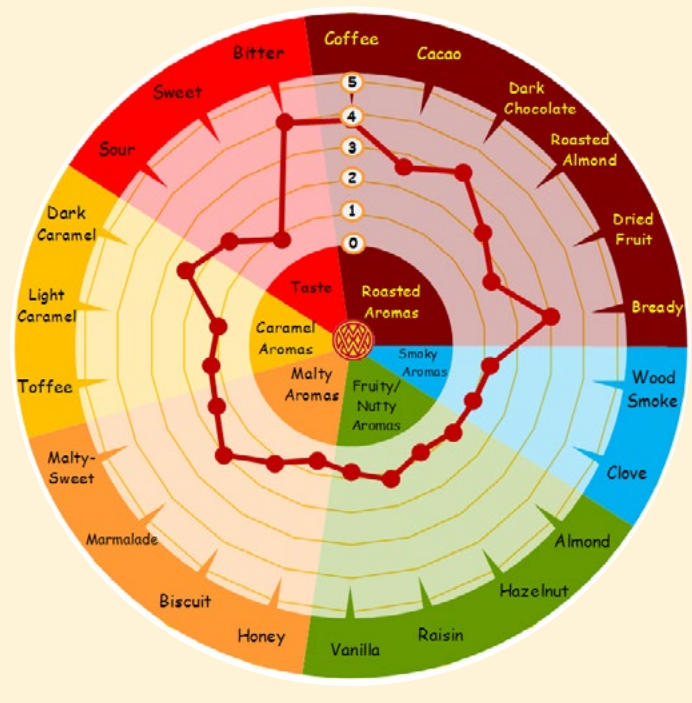 Coffee
Cacao
Dark
Chocolate
Roasted
Almond
Dried
Fruit
Bready
Wood
Smoke
Clove
Almond
Hazelnut
Raisin
Vanilla
Honey
Biscuit
Marmalade
Malty-
Sweet
Toffee
Light
Caramel
Dark
Caramel
Sour
Sweet
Bitter
5
4
3
2
1
0
Taste
Roasted
Aromas
Caramel
Aromas
Smoky
Aromas
Malty
Aromas
Fruity/
Nutty
Aromas